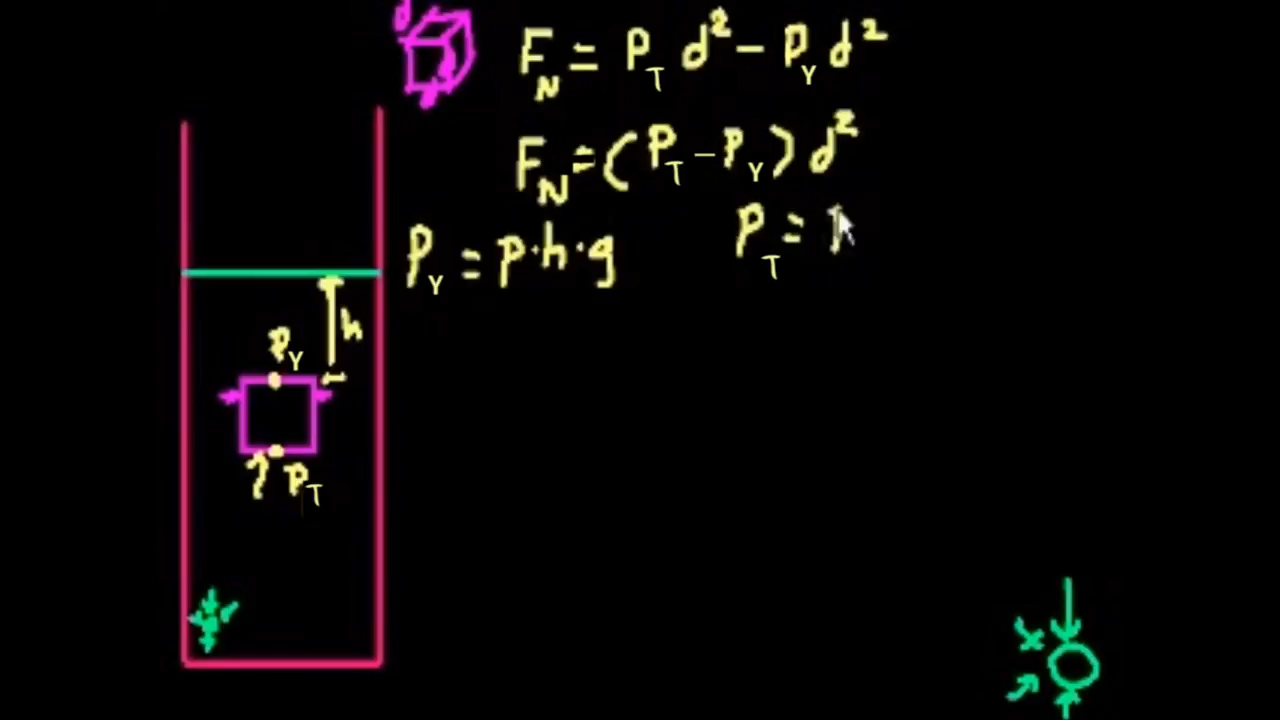 d
F_N = P_T d² - P_Y d²
F_N = (P_T - P_Y) d²
P_Y = p·h·g
P_T =
h
P_Y
? P_T